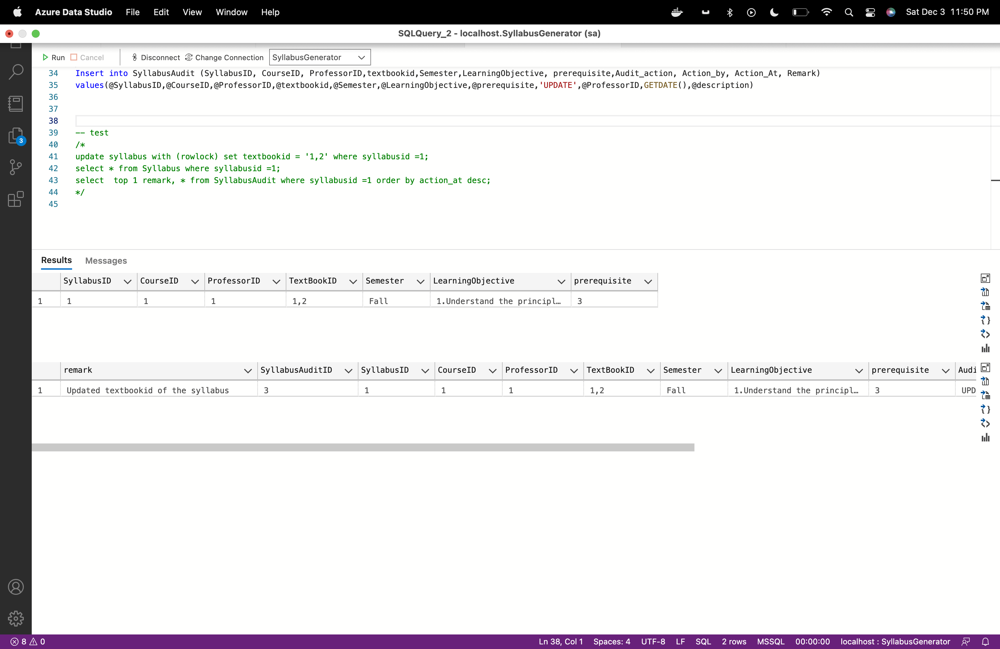 Azure Data Studio File Edit View Window Help Sat Dec 3 11:50 PM
SQLQuery_2 - localhost.SyllabusGenerator (sa)
Run Cancel Disconnect Change Connection SyllabusGenerator
34 Insert into SyllabusAudit (SyllabusID, CourseID, ProfessorID,textbookid,Semester,LearningObjective, prerequisite,Audit_action, Action_by, Action_At, Remark)
35 values(@SyllabusID,@CourseID,@ProfessorID,@textbookid,@Semester,@LearningObjective,@prerequisite,'UPDATE',@ProfessorID,GETDATE(),@description)
36
37
38
39 -- test
40 /*
41 update syllabus with (rowlock) set textbookid = '1,2' where syllabusid =1;
42 select * from Syllabus where syllabusid =1;
43 select  top 1 remark, * from SyllabusAudit where syllabusid =1 order by action_at desc;
44 */
45
3
Results Messages
SyllabusID CourseID ProfessorID TextBookID Semester LearningObjective prerequisite
1 1 1 1 1,2 Fall 1.Understand the principl… 3
remark SyllabusAuditID SyllabusID CourseID ProfessorID TextBookID Semester LearningObjective prerequisite Audi
1 Updated textbookid of the syllabus 3 1 1 1 1,2 Fall 1.Understand the principl… 3 UPD
8 0 Ln 38, Col 1 Spaces: 4 UTF-8 LF SQL 2 rows MSSQL 00:00:00 localhost : SyllabusGenerator